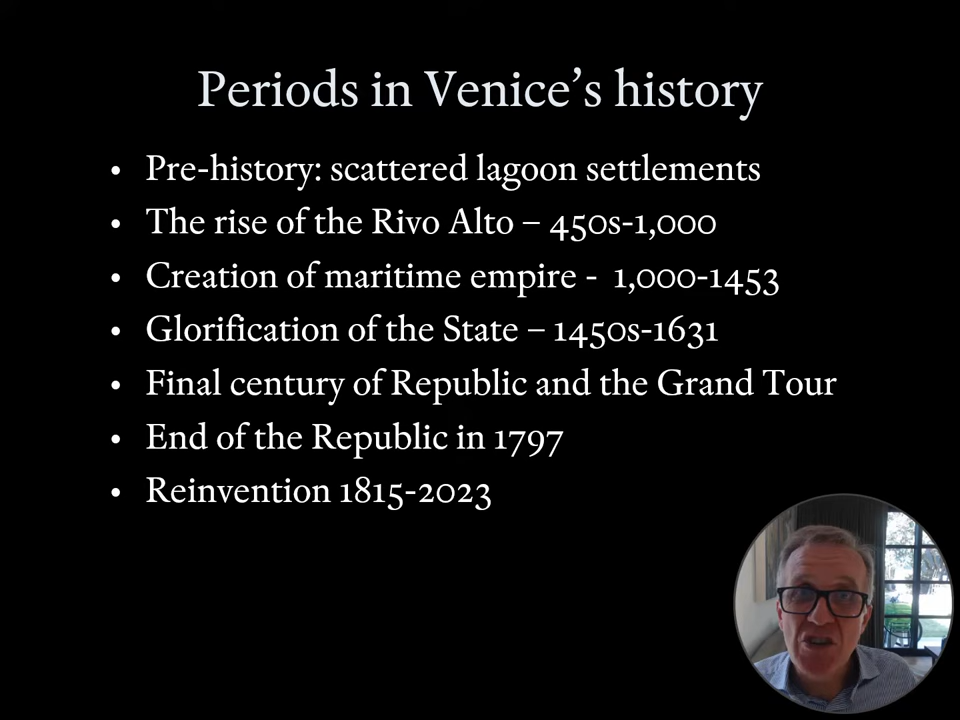 Periods in Venice’s history
• Pre-history: scattered lagoon settlements
• The rise of the Rivo Alto – 450s-1,000
• Creation of maritime empire -  1,000-1453
• Glorification of the State – 1450s-1631
• Final century of Republic and the Grand Tour
• End of the Republic in 1797
• Reinvention 1815-2023